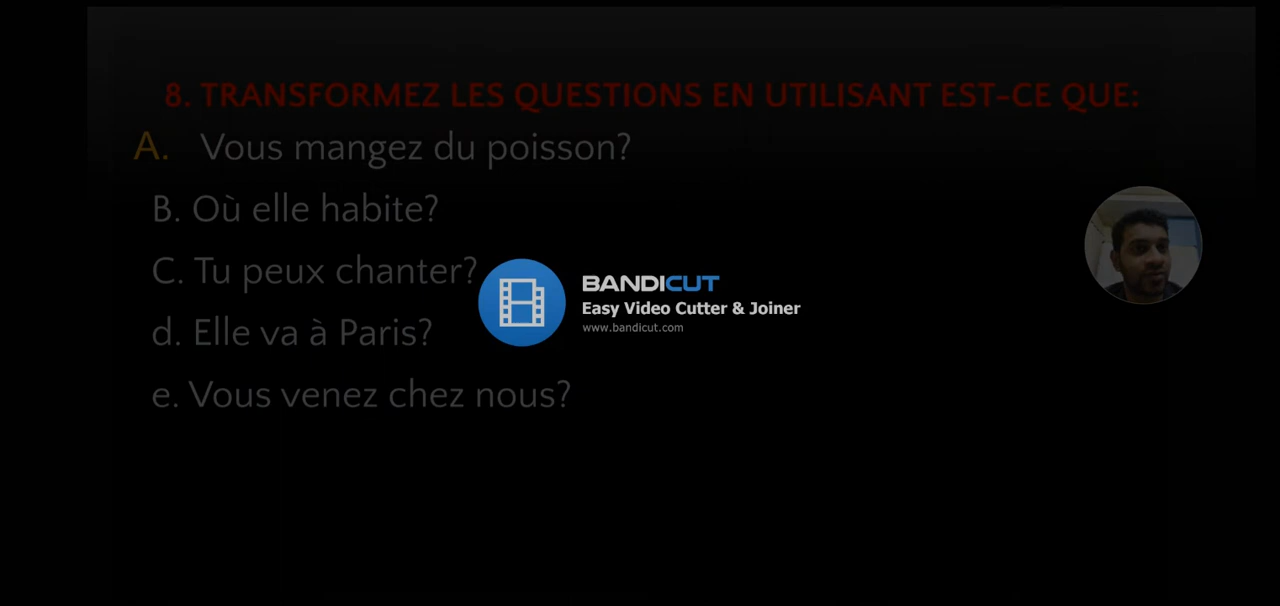 8. TRANSFORMEZ LES QUESTIONS EN UTILISANT EST-CE QUE:
A. Vous mangez du poisson?
B. Où elle habite?
C. Tu peux chanter?
d. Elle va à Paris?
e. Vous venez chez nous?
BANDICUT
Easy Video Cutter & Joiner
www.bandicut.com